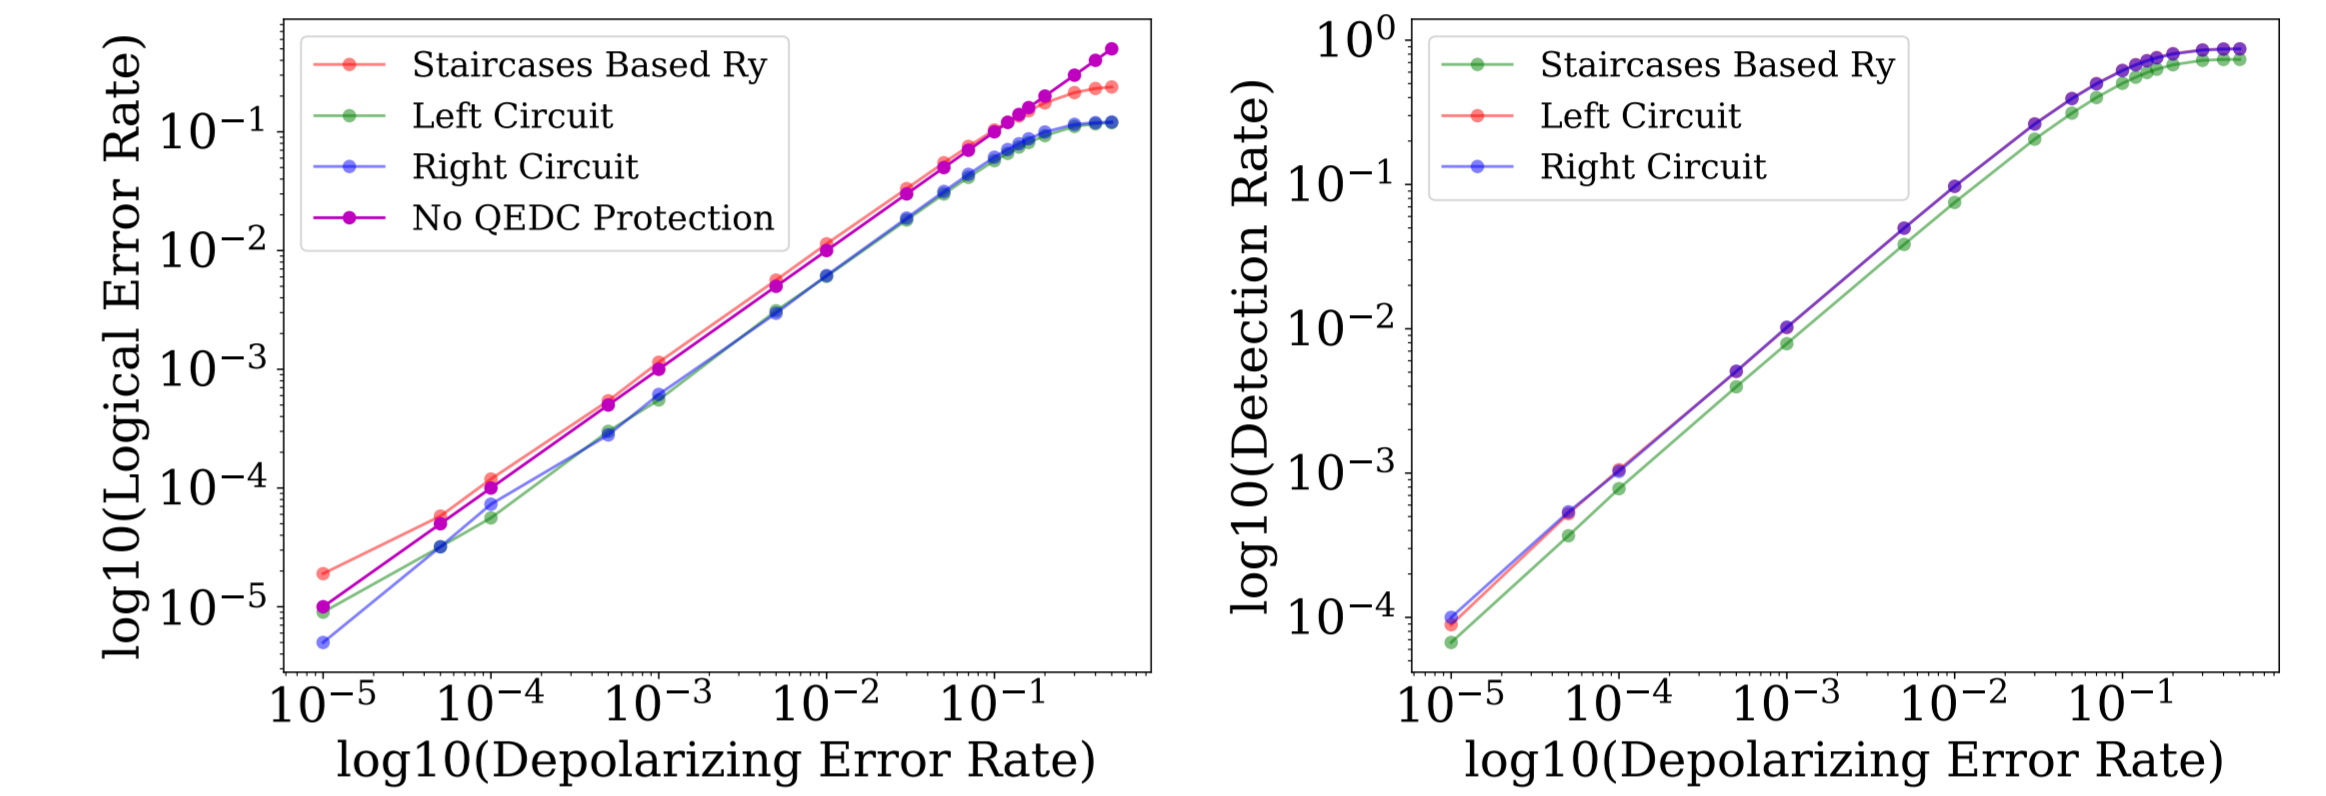 log10(Logical Error Rate)
Staircases Based Ry
Left Circuit
Right Circuit
No QEDC Protection
10⁻¹
10⁻²
10⁻³
10⁻⁴
10⁻⁵
10⁻⁵ 10⁻⁴ 10⁻³ 10⁻² 10⁻¹
log10(Depolarizing Error Rate)
log10(Detection Rate)
Staircases Based Ry
Left Circuit
Right Circuit
10⁰
10⁻¹
10⁻²
10⁻³
10⁻⁴
10⁻⁵ 10⁻⁴ 10⁻³ 10⁻² 10⁻¹
log10(Depolarizing Error Rate)